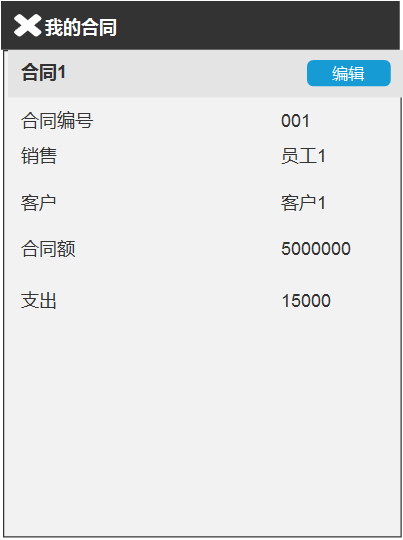 我的合同
合同1 编辑
合同编号 001
销售 员工1
客户 客户1
合同额 5000000
支出 15000